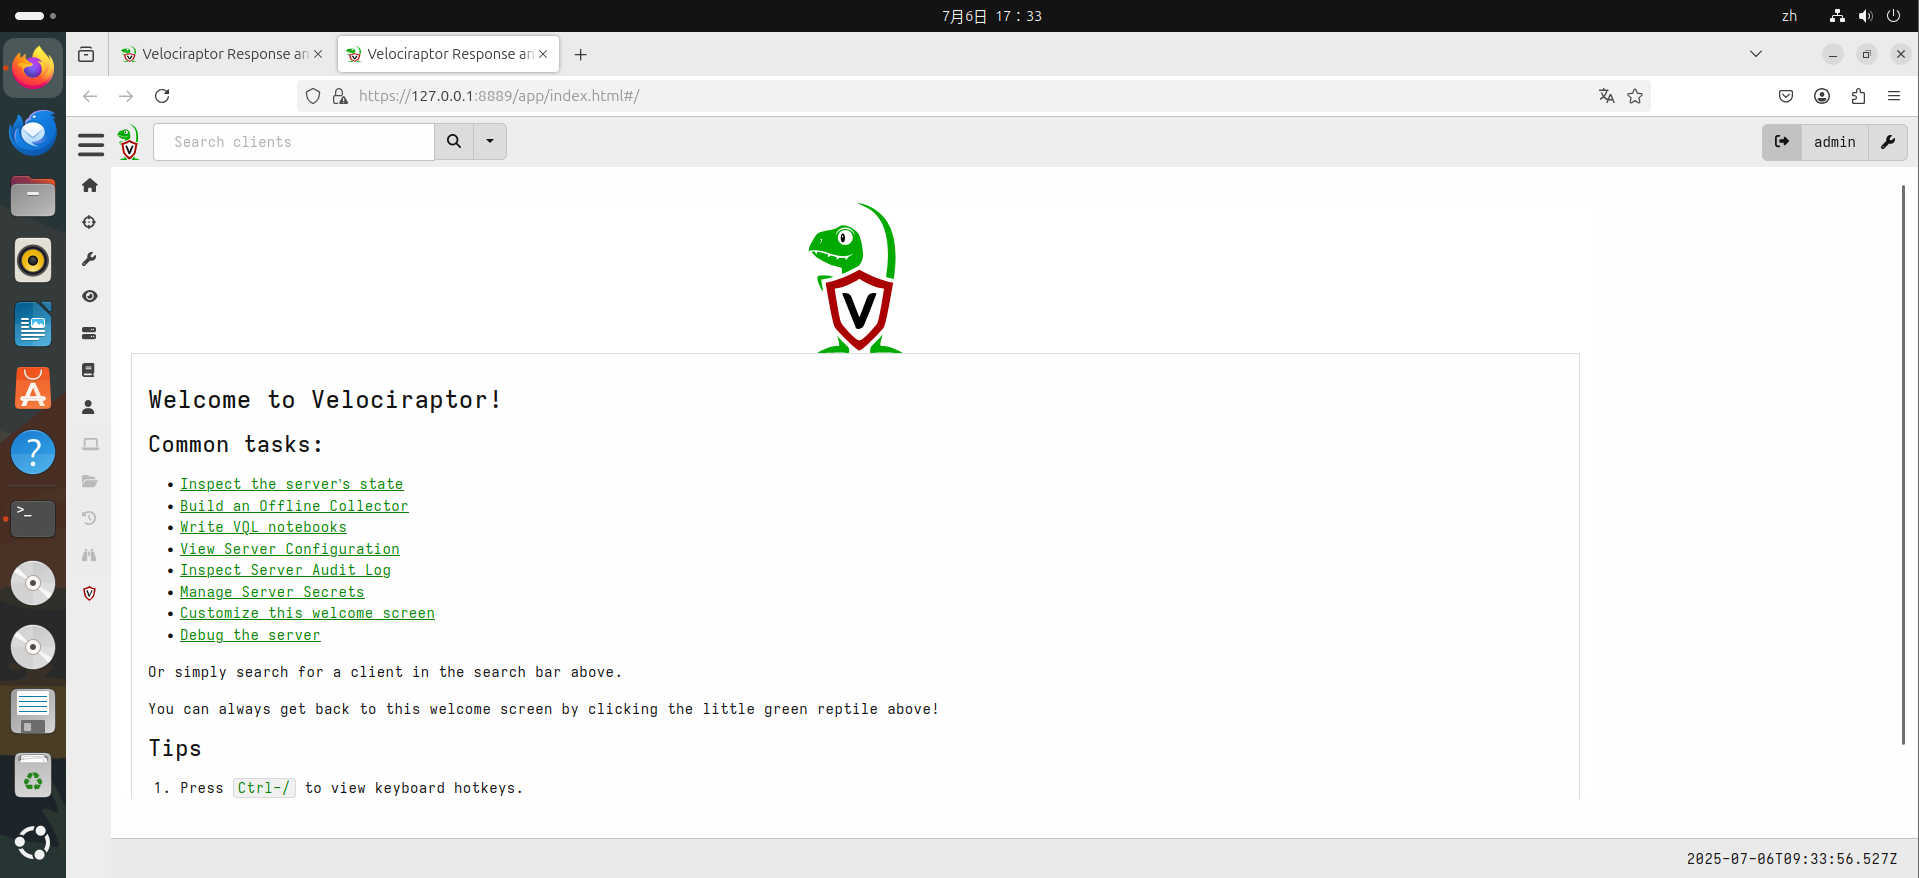 7月6日 17：33
zh
Velociraptor Response an
Velociraptor Response an
https://127.0.0.1:8889/app/index.html#/
Search clients
admin
V
Welcome to Velociraptor!
Common tasks:
Inspect the server's state
Build an Offline Collector
Write VQL notebooks
View Server Configuration
Inspect Server Audit Log
Manage Server Secrets
Customize this welcome screen
Debug the server
Or simply search for a client in the search bar above.
You can always get back to this welcome screen by clicking the little green reptile above!
Tips
1. Press Ctrl-/ to view keyboard hotkeys.
2025-07-06T09:33:56.527Z